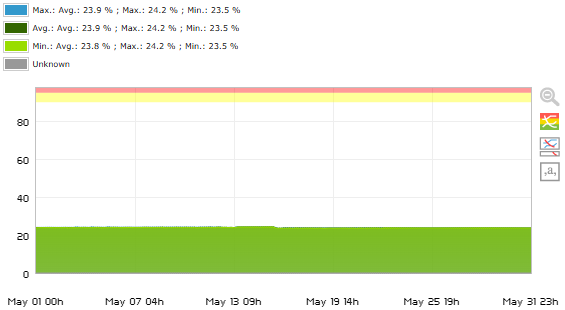 Max.: Avg.: 23.9 % ; Max.: 24.2 % ; Min.: 23.5 %
Avg.: Avg.: 23.9 % ; Max.: 24.2 % ; Min.: 23.5 %
Min.: Avg.: 23.8 % ; Max.: 24.2 % ; Min.: 23.5 %
Unknown
80
60
40
20
0
,a,
May 01 00h May 07 04h May 13 09h May 19 14h May 25 19h May 31 23h